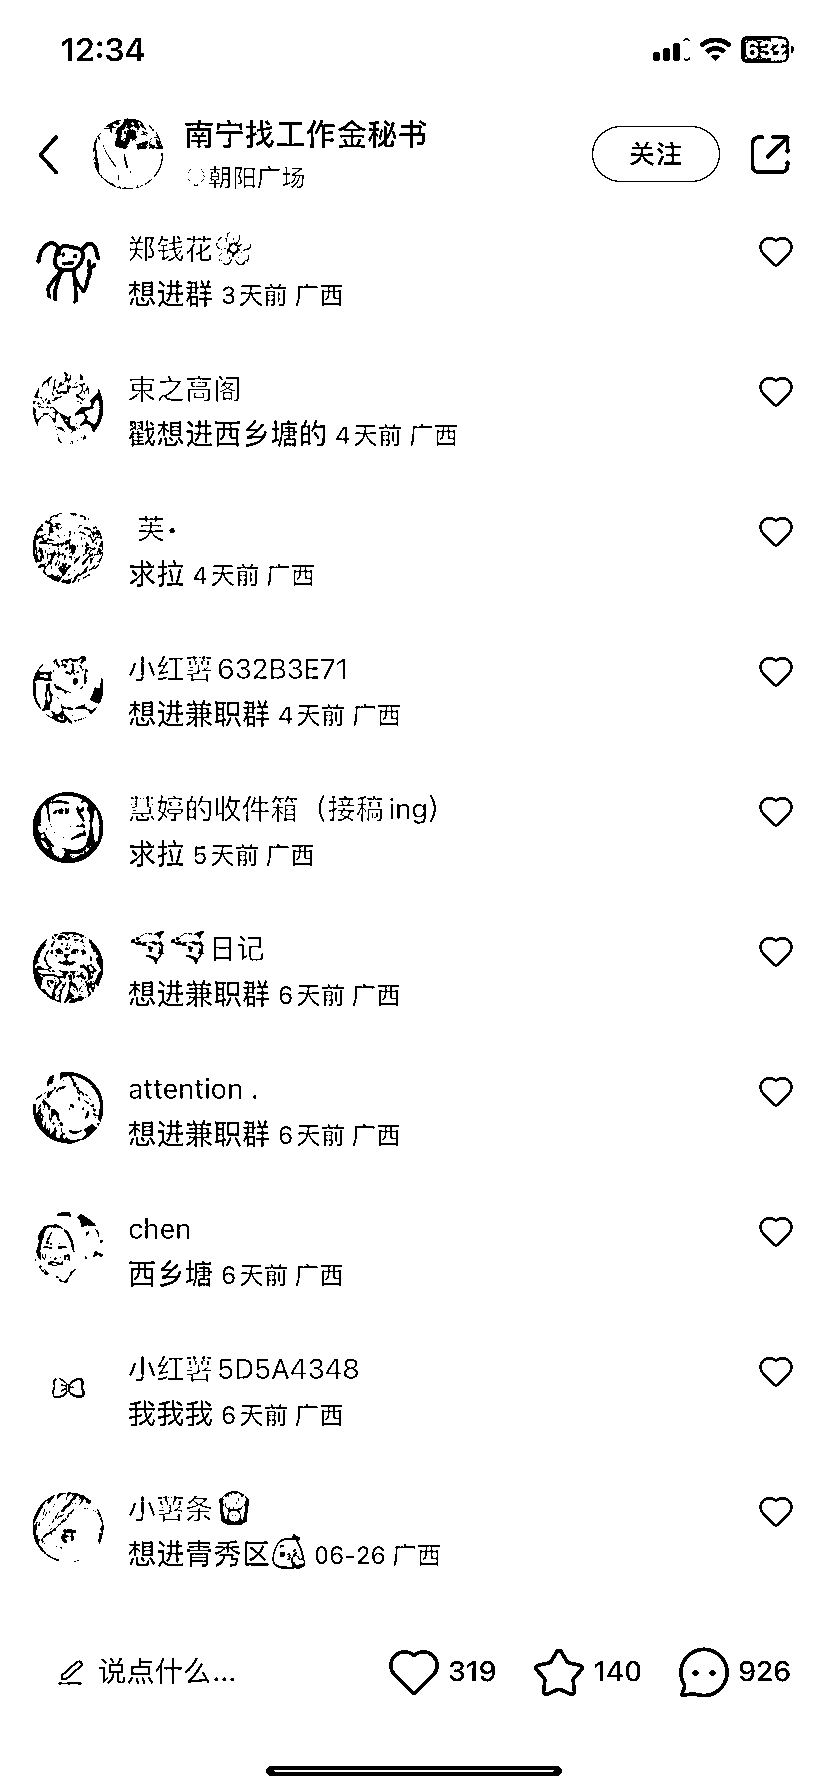 12:34
南宁找工作金秘书
关注
朝阳广场
郑钱花🌸
想进群 3天前 广西
束之高阁
戳想进西乡塘的 4天前 广西
芙·
求拉 4天前 广西
小红薯632B3E71
想进兼职群 4天前 广西
慧婷的收件箱（接稿ing）
求拉 5天前 广西
日记
想进兼职群 6天前 广西
attention .
想进兼职群 6天前 广西
chen
西乡塘 6天前 广西
小红薯5D5A4348
我我我 6天前 广西
小薯条🍟
想进青秀区 06-26 广西
说点什么... 319 140 926